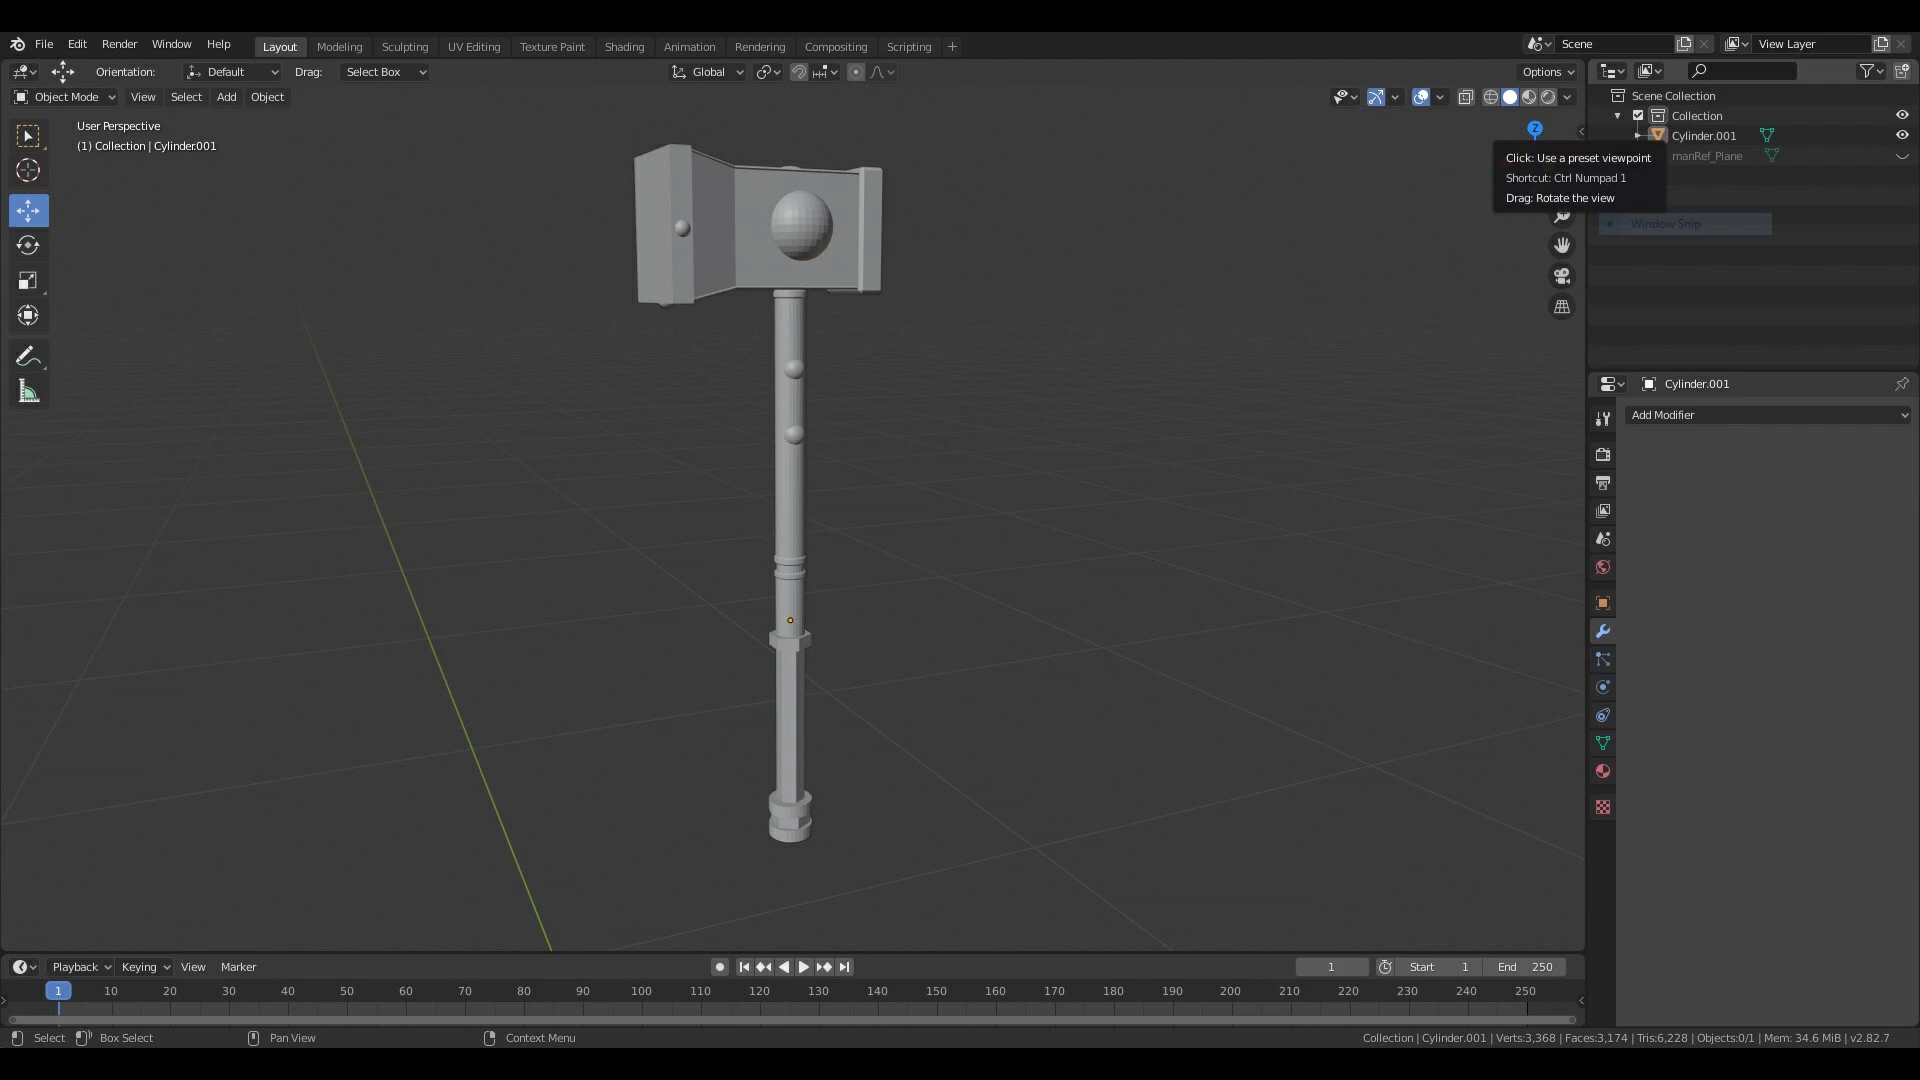 File Edit Render Window Help Layout Modeling Sculpting UV Editing Texture Paint Shading Animation Rendering Compositing Scripting Scene View Layer
Orientation: Default Drag: Select Box Global Options
Object Mode View Select Add Object
User Perspective
(1) Collection | Cylinder.001
Z
Click: Use a preset viewpoint
Shortcut: Ctrl Numpad 1
Drag: Rotate the view
Scene Collection
Collection
Cylinder.001
manRef_Plane
Window Snip
Cylinder.001
Add Modifier
Playback Keying View Marker 1 Start 1 End 250
1 10 20 30 40 50 60 70 80 90 100 110 120 130 140 150 160 170 180 190 200 210 220 230 240 250
Select Box Select Pan View Context Menu Collection | Cylinder.001 | Verts:3,368 | Faces:3,174 | Tris:6,228 | Objects:0/1 | Mem: 34.6 MiB | v2.82.7